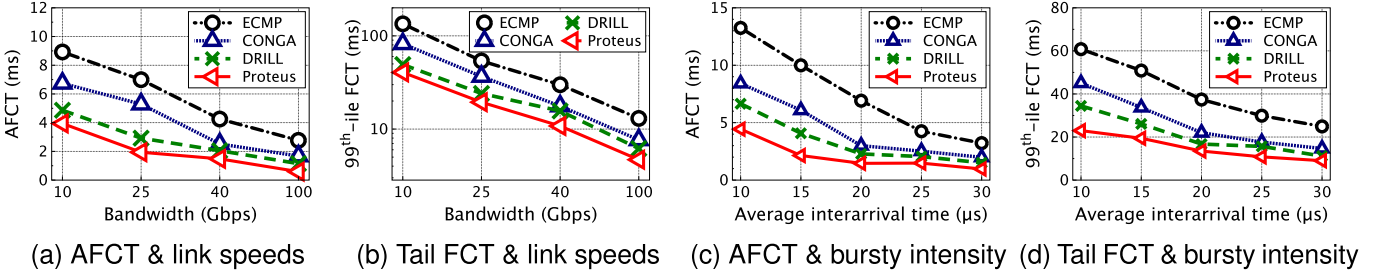 12
10
8
6
4
2
0
AFCT (ms)
ECMP
CONGA
DRILL
Proteus
10 25 40 100
Bandwidth (Gbps)
(a) AFCT & link speeds
100
10
99th-ile FCT (ms)
ECMP DRILL
CONGA Proteus
10 25 40 100
Bandwidth (Gbps)
(b) Tail FCT & link speeds
15
10
5
0
AFCT (ms)
ECMP
CONGA
DRILL
Proteus
10 15 20 25 30
Average interarrival time (μs)
(c) AFCT & bursty intensity
80
60
40
20
0
99th-ile FCT (ms)
ECMP
CONGA
DRILL
Proteus
10 15 20 25 30
Average interarrival time (μs)
(d) Tail FCT & bursty intensity